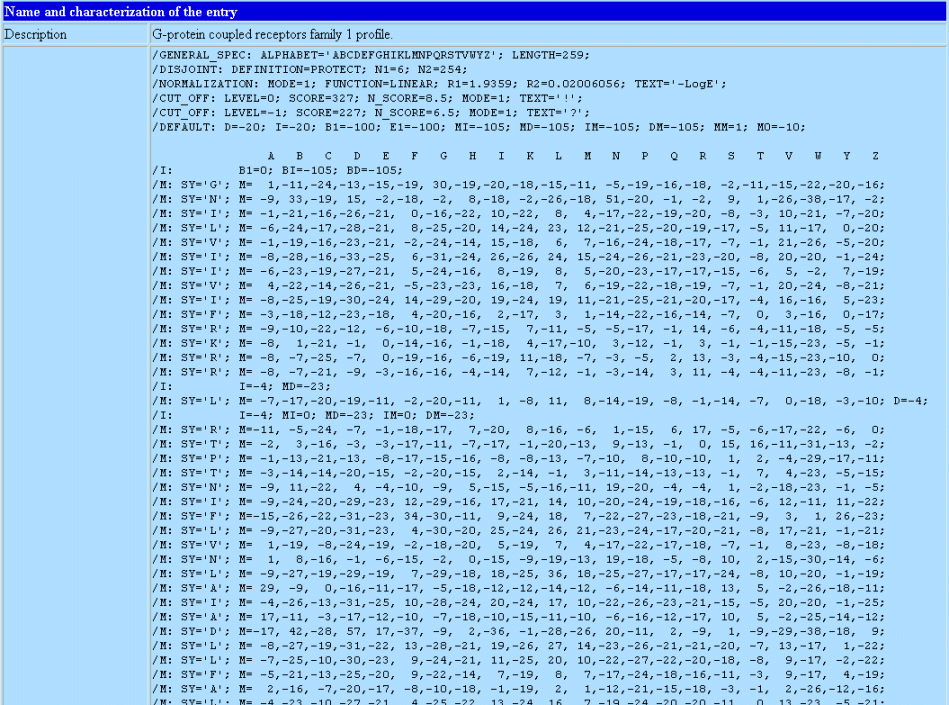 Name and characterization of the entry
Description G-protein coupled receptors family 1 profile.
/GENERAL_SPEC: ALPHABET='ABCDEFGHIKLMNPQRSTVWYZ'; LENGTH=259;
/DISJOINT: DEFINITION=PROTECT; N1=6; N2=254;
/NORMALIZATION: MODE=1; FUNCTION=LINEAR; R1=1.9359; R2=0.02006056; TEXT='-LogE';
/CUT_OFF: LEVEL=0; SCORE=327; N_SCORE=8.5; MODE=1; TEXT='!';
/CUT_OFF: LEVEL=-1; SCORE=227; N_SCORE=6.5; MODE=1; TEXT='?';
/DEFAULT: D=-20; I=-20; B1=-100; E1=-100; MI=-105; MD=-105; IM=-105; DM=-105; MM=1; M0=-10;
A B C D E F G H I K L M N P Q R S T V W Y Z
/I: B1=0; BI=-105; BD=-105;
/M: SY='G'; M= 1,-11,-24,-13,-15,-19, 30,-19,-20,-18,-15,-11, -5,-19,-16,-18, -2,-11,-15,-22,-20,-16;
/M: SY='N'; M= -9, 33,-19, 15, -2,-18, -2, 8,-18, -2,-26,-18, 51,-20, -1, -2, 9, 1,-26,-38,-17, -2;
/M: SY='I'; M= -1,-21,-16,-26,-21, 0,-16,-22, 10,-22, 8, 4,-17,-22,-19,-20, -8, -3, 10,-21, -7,-20;
/M: SY='L'; M= -6,-24,-17,-28,-21, 8,-25,-20, 14,-24, 23, 12,-21,-25,-20,-19,-17, -5, 11,-17, 0,-20;
/M: SY='V'; M= -1,-19,-16,-23,-21, -2,-24,-14, 15,-18, 6, 7,-16,-24,-18,-17, -7, -1, 21,-26, -5,-20;
/M: SY='I'; M= -8,-28,-16,-33,-25, 6,-31,-24, 26,-26, 24, 15,-24,-26,-21,-23,-20, -8, 20,-20, -1,-24;
/M: SY='I'; M= -6,-23,-19,-27,-21, 5,-24,-16, 8,-19, 8, 5,-20,-23,-17,-17,-15, -6, 5, -2, 7,-19;
/M: SY='V'; M= 4,-22,-14,-26,-21, -5,-23,-23, 16,-18, 7, 6,-19,-22,-18,-19, -7, -1, 20,-24, -8,-21;
/M: SY='I'; M= -8,-25,-19,-30,-24, 14,-29,-20, 19,-24, 19, 11,-21,-25,-21,-20,-17, -4, 16,-16, 5,-23;
/M: SY='F'; M= -3,-18,-12,-23,-18, 4,-20,-16, 2,-17, 3, 1,-14,-22,-16,-14, -7, 0, 3,-16, 0,-17;
/M: SY='R'; M= -9,-10,-22,-12, -6,-10,-18, -7,-15, 7,-11, -5, -5,-17, -1, 14, -6, -4,-11,-18, -5, -5;
/M: SY='K'; M= -8, 1,-21, -1, 0,-14,-16, -1,-18, 4,-17,-10, 3,-12, -1, 3, -1, -1,-15,-23, -5, -1;
/M: SY='R'; M= -8, -7,-25, -7, 0,-19,-16, -6,-19, 11,-18, -7, -3, -5, 2, 13, -3, -4,-15,-23,-10, 0;
/M: SY='R'; M= -8, -7,-21, -9, -3,-16,-16, -4,-14, 7,-12, -1, -3,-14, 3, 11, -4, -4,-11,-23, -8, -1;
/I: I=-4; MD=-23;
/M: SY='L'; M= -7,-17,-20,-19,-11, -2,-20,-11, 1, -8, 11, 8,-14,-19, -8, -1,-14, -7, 0,-18, -3,-10; D=-4;
/I: I=-4; MI=0; MD=-23; IM=0; DM=-23;
/M: SY='R'; M=-11, -5,-24, -7, -1,-18,-17, 7,-20, 8,-16, -6, 1,-15, 6, 17, -5, -6,-17,-22, -6, 0;
/M: SY='T'; M= -2, 3,-16, -3, -3,-17,-11, -7,-17, -1,-20,-13, 9,-13, -1, 0, 15, 16,-11,-31,-13, -2;
/M: SY='P'; M= -1,-13,-21,-13, -8,-17,-15,-16, -8, -8,-13, -7,-10, 8,-10,-10, 1, 2, -4,-29,-17,-11;
/M: SY='T'; M= -3,-14,-14,-20,-15, -2,-20,-15, 2,-14, -1, 3,-11,-14,-13,-13, -1, 7, 4,-23, -5,-15;
/M: SY='N'; M= -9, 11,-22, 4, -4,-10, -9, 5,-15, -5,-16,-11, 19,-20, -4, -4, 1, -2,-18,-23, -1, -5;
/M: SY='I'; M= -9,-24,-20,-29,-23, 12,-29,-16, 17,-21, 14, 10,-20,-24,-19,-18,-16, -6, 12,-11, 11,-22;
/M: SY='F'; M=-15,-26,-22,-31,-23, 34,-30,-11, 9,-24, 18, 7,-22,-27,-23,-18,-21, -9, 3, 1, 26,-23;
/M: SY='L'; M= -9,-27,-20,-31,-23, 4,-30,-20, 25,-24, 26, 21,-23,-24,-17,-20,-21, -8, 17,-21, -1,-21;
/M: SY='V'; M= 1,-19, -8,-24,-19, -2,-18,-20, 5,-19, 7, 4,-17,-22,-17,-18, -7, -1, 8,-23, -8,-18;
/M: SY='N'; M= 1, 8,-16, -1, -6,-15, -2, 0,-15, -9,-19,-13, 19,-18, -5, -8, 10, 2,-15,-30,-14, -6;
/M: SY='L'; M= -9,-27,-19,-29,-19, 7,-29,-18, 18,-25, 36, 18,-25,-27,-17,-17,-24, -8, 10,-20, -1,-19;
/M: SY='A'; M= 29, -9, 0,-16,-11,-17, -5,-18,-12,-12,-14,-12, -6,-14,-11,-18, 13, 5, -2,-26,-18,-11;
/M: SY='I'; M= -4,-26,-13,-31,-25, 10,-28,-24, 20,-24, 17, 10,-22,-26,-23,-21,-15, -5, 20,-20, -1,-25;
/M: SY='A'; M= 17,-11, -3,-17,-12,-10, -7,-18,-10,-15,-11,-10, -6,-16,-12,-17, 10, 5, -2,-25,-14,-12;
/M: SY='D'; M=-17, 42,-28, 57, 17,-37, -9, 2,-36, -1,-28,-26, 20,-11, 2, -9, 1, -9,-29,-38,-18, 9;
/M: SY='L'; M= -8,-27,-19,-31,-22, 13,-28,-21, 19,-26, 27, 14,-23,-26,-21,-21,-20, -7, 13,-17, 1,-22;
/M: SY='L'; M= -7,-25,-10,-30,-23, 9,-24,-21, 11,-25, 20, 10,-22,-27,-22,-20,-18, -8, 9,-17, -2,-22;
/M: SY='F'; M= -5,-21,-13,-25,-20, 9,-22,-14, 7,-19, 8, 7,-17,-24,-18,-16,-11, -3, 9,-17, 4,-19;
/M: SY='A'; M= 2,-16, -7,-20,-17, -8,-10,-18, -1,-19, 2, 1,-12,-21,-15,-18, -3, -1, 2,-26,-12,-16;